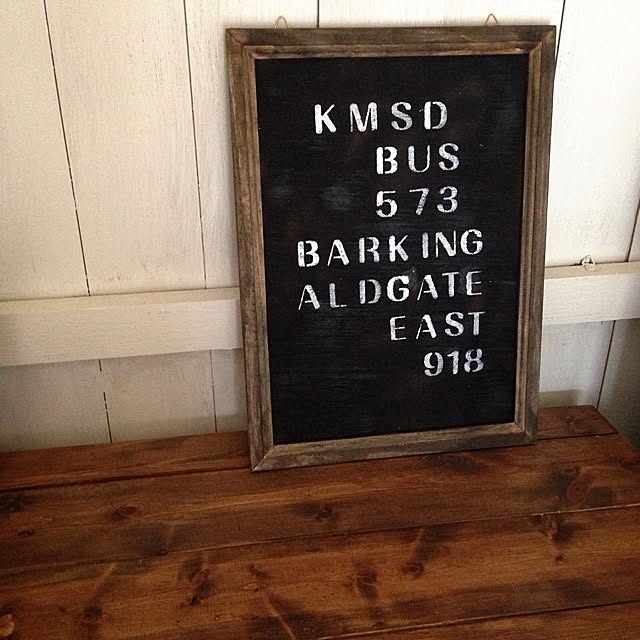 KMSD
BUS
573
BARKING
ALDGATE
EAST
918